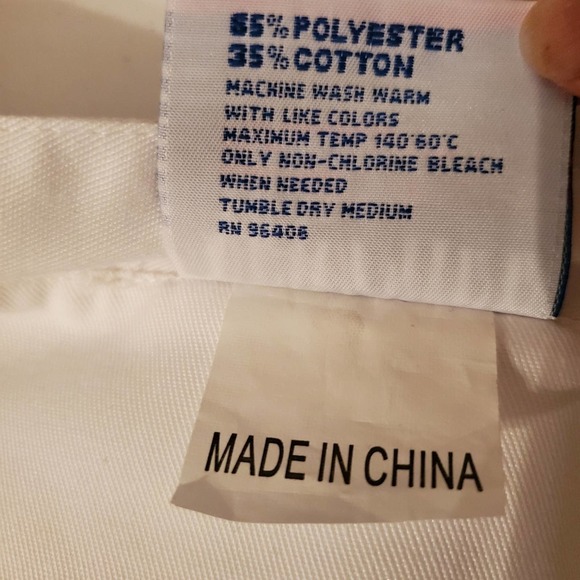 65% POLYESTER
35% COTTON
MACHINE WASH WARM
WITH LIKE COLORS
MAXIMUM TEMP 140°60°C
ONLY NON-CHLORINE BLEACH
WHEN NEEDED
TUMBLE DRY MEDIUM
RN 96406
MADE IN CHINA